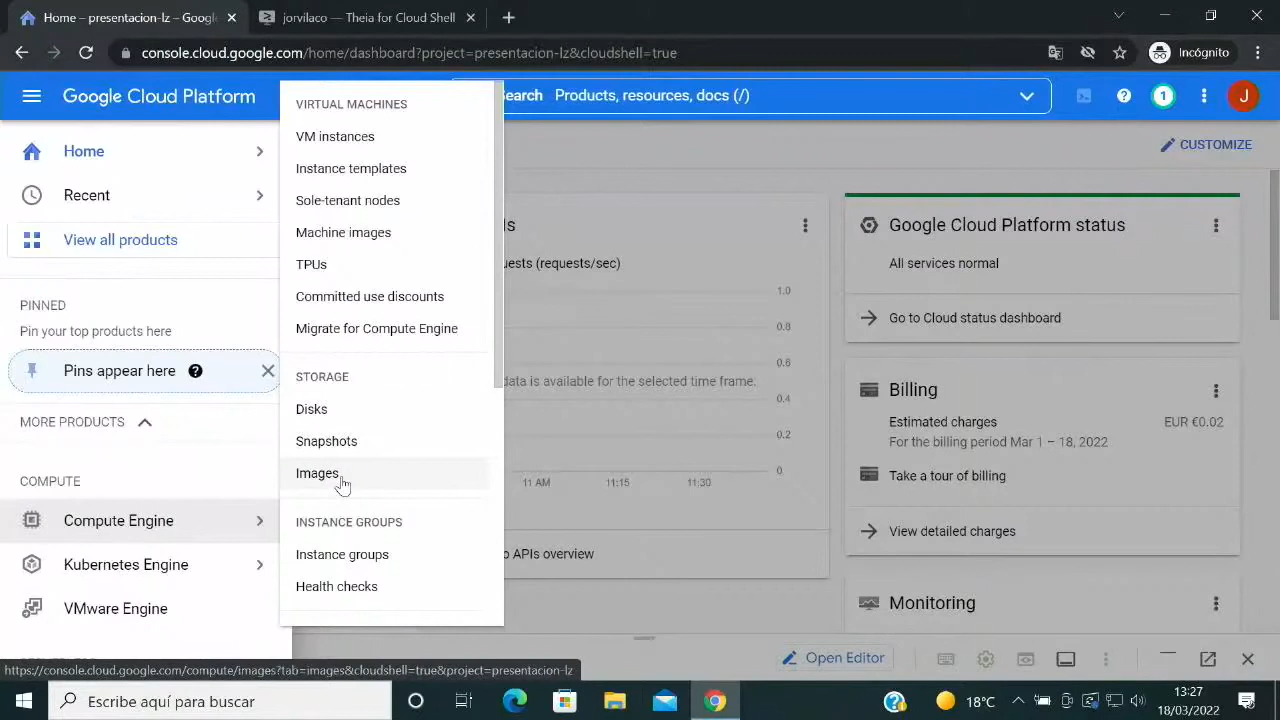 Home – presentacion-lz – Google
jorvilaco — Theia for Cloud Shell
console.cloud.google.com/home/dashboard?project=presentacion-lz&cloudshell=true
Incógnito
Google Cloud Platform
Search Products, resources, docs (/)
1
J
Home
Recent
View all products
PINNED
Pin your top products here
Pins appear here
MORE PRODUCTS
COMPUTE
Compute Engine
Kubernetes Engine
VMware Engine
VIRTUAL MACHINES
VM instances
Instance templates
Sole-tenant nodes
Machine images
TPUs
Committed use discounts
Migrate for Compute Engine
STORAGE
Disks
Snapshots
Images
INSTANCE GROUPS
Instance groups
Health checks
CUSTOMIZE
Is
uests (requests/sec)
1.0
0.8
0.6
data is available for the selected time frame.
0.4
0.2
0
11 AM
11:15
11:30
o APIs overview
Google Cloud Platform status
All services normal
Go to Cloud status dashboard
Billing
Estimated charges EUR €0.02
For the billing period Mar 1 – 18, 2022
Take a tour of billing
View detailed charges
Monitoring
Open Editor
https://console.cloud.google.com/compute/images?tab=images&cloudshell=true&project=presentacion-lz
Escribe aquí para buscar
18°C
13:27
18/03/2022